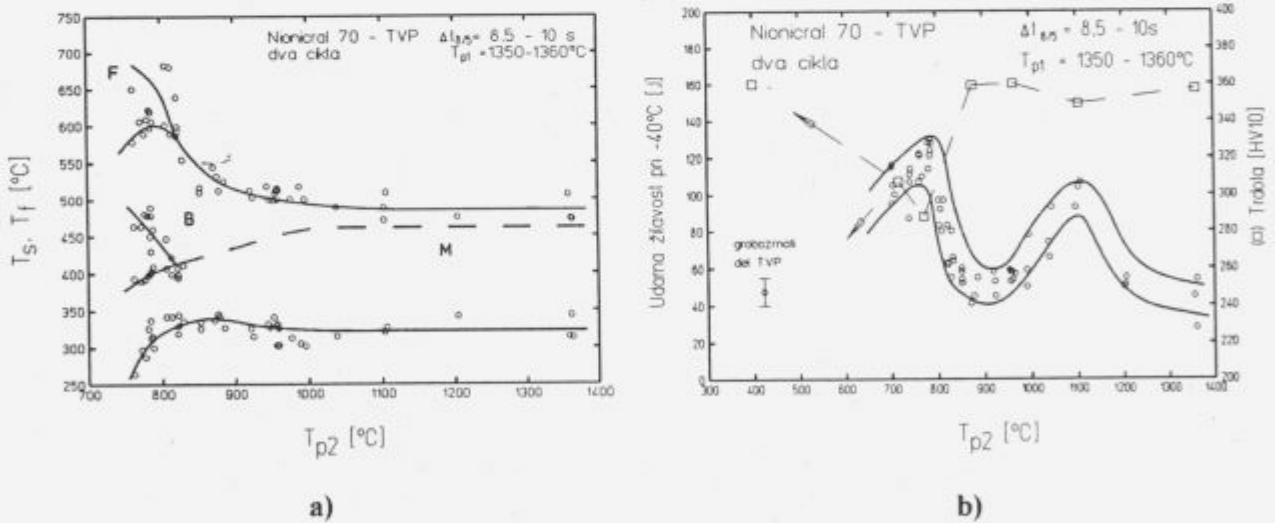 Nionicral 70 - TVP   Δt8/5 = 8,5 - 10 s
dva cikla   Tp1 = 1350-1360°C
F
B
M
750
700
650
600
550
500
450
400
350
300
250
Ts, Tf [°C]
700 800 900 1000 1100 1200 1300 1400
Tp2 [°C]
a)
Nionicral 70 - TVP   Δt8/5 = 8,5 - 10s
dva cikla   Tp1 = 1350 - 1360°C
grobozrnati
del TVP
200
180
160
140
120
100
80
60
40
20
0
Udarna žilavost pri -40°C [J]
400
380
360
340
320
300
280
260
240
220
200
(□) Trdota [HV10]
300 400 500 600 700 800 900 1000 1100 1200 1300 1400
Tp2 [°C]
b)